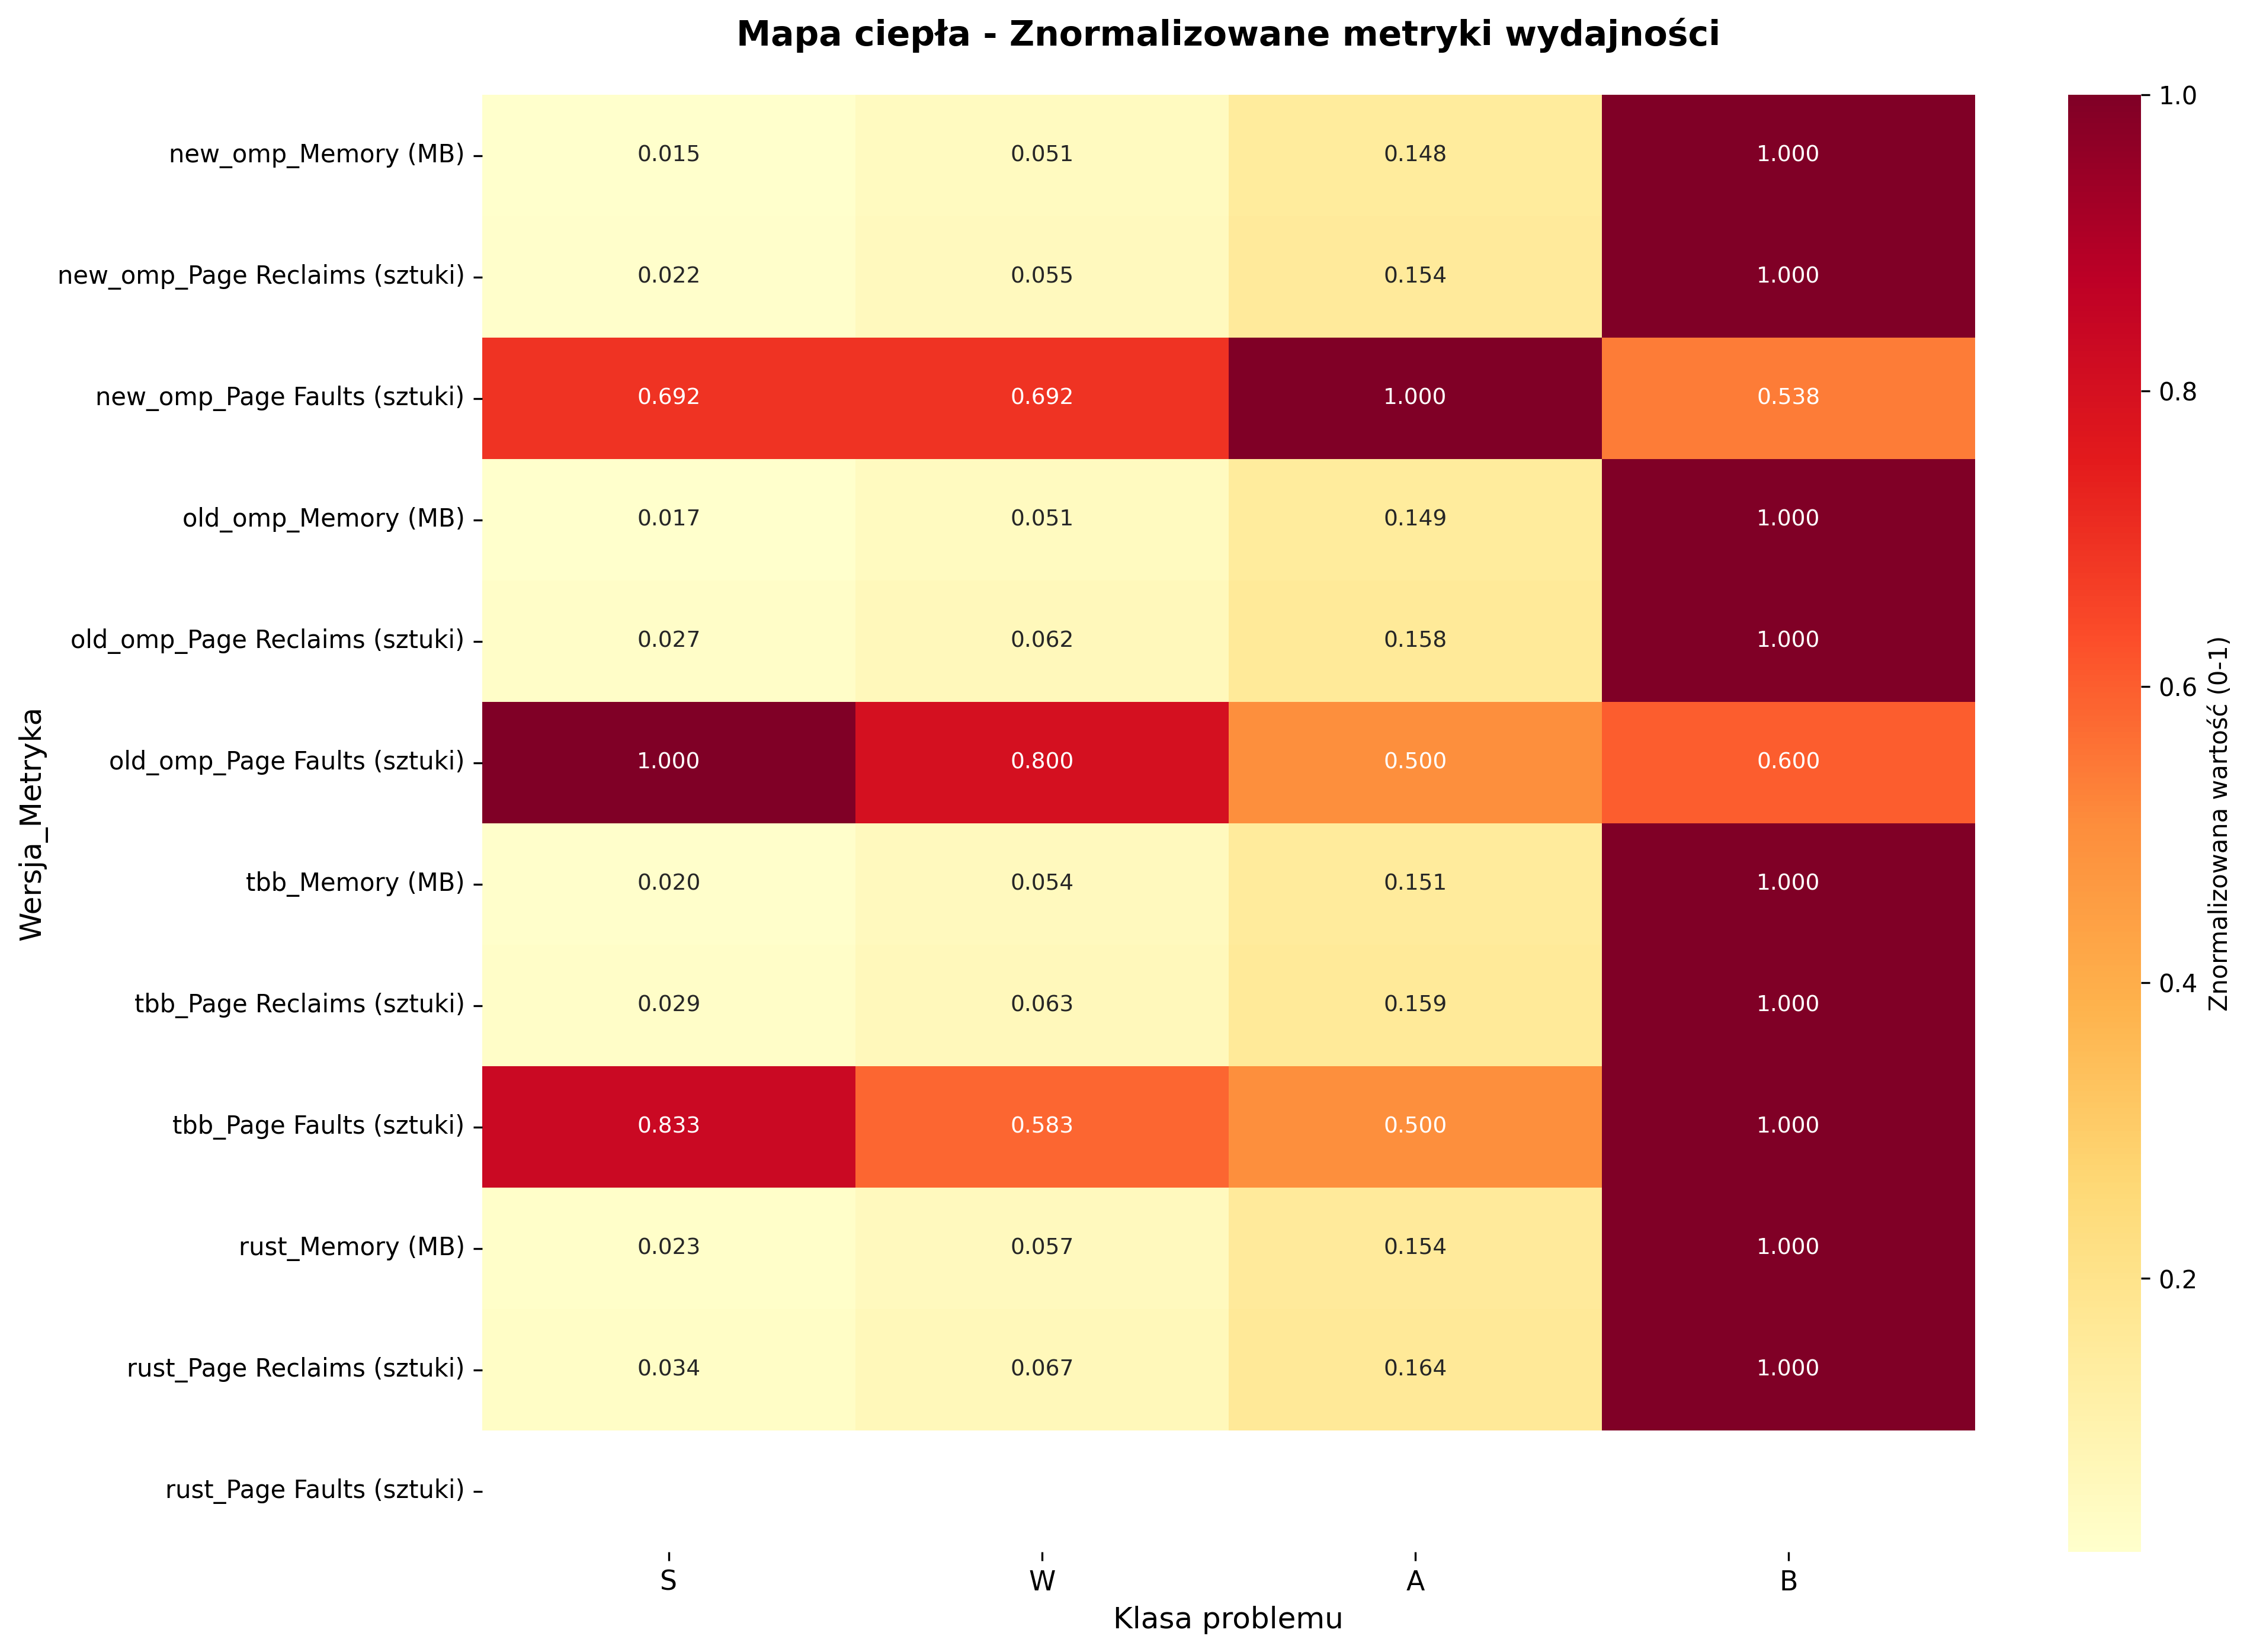 Mapa ciepła - Znormalizowane metryki wydajności
new_omp_Memory (MB) 0.015 0.051 0.148 1.000
new_omp_Page Reclaims (sztuki) 0.022 0.055 0.154 1.000
new_omp_Page Faults (sztuki) 0.692 0.692 1.000 0.538
old_omp_Memory (MB) 0.017 0.051 0.149 1.000
old_omp_Page Reclaims (sztuki) 0.027 0.062 0.158 1.000
old_omp_Page Faults (sztuki) 1.000 0.800 0.500 0.600
tbb_Memory (MB) 0.020 0.054 0.151 1.000
tbb_Page Reclaims (sztuki) 0.029 0.063 0.159 1.000
tbb_Page Faults (sztuki) 0.833 0.583 0.500 1.000
rust_Memory (MB) 0.023 0.057 0.154 1.000
rust_Page Reclaims (sztuki) 0.034 0.067 0.164 1.000
rust_Page Faults (sztuki)
S W A B
Klasa problemu
Wersja_Metryka
1.0
0.8
0.6
0.4
0.2
Znormalizowana wartość (0-1)